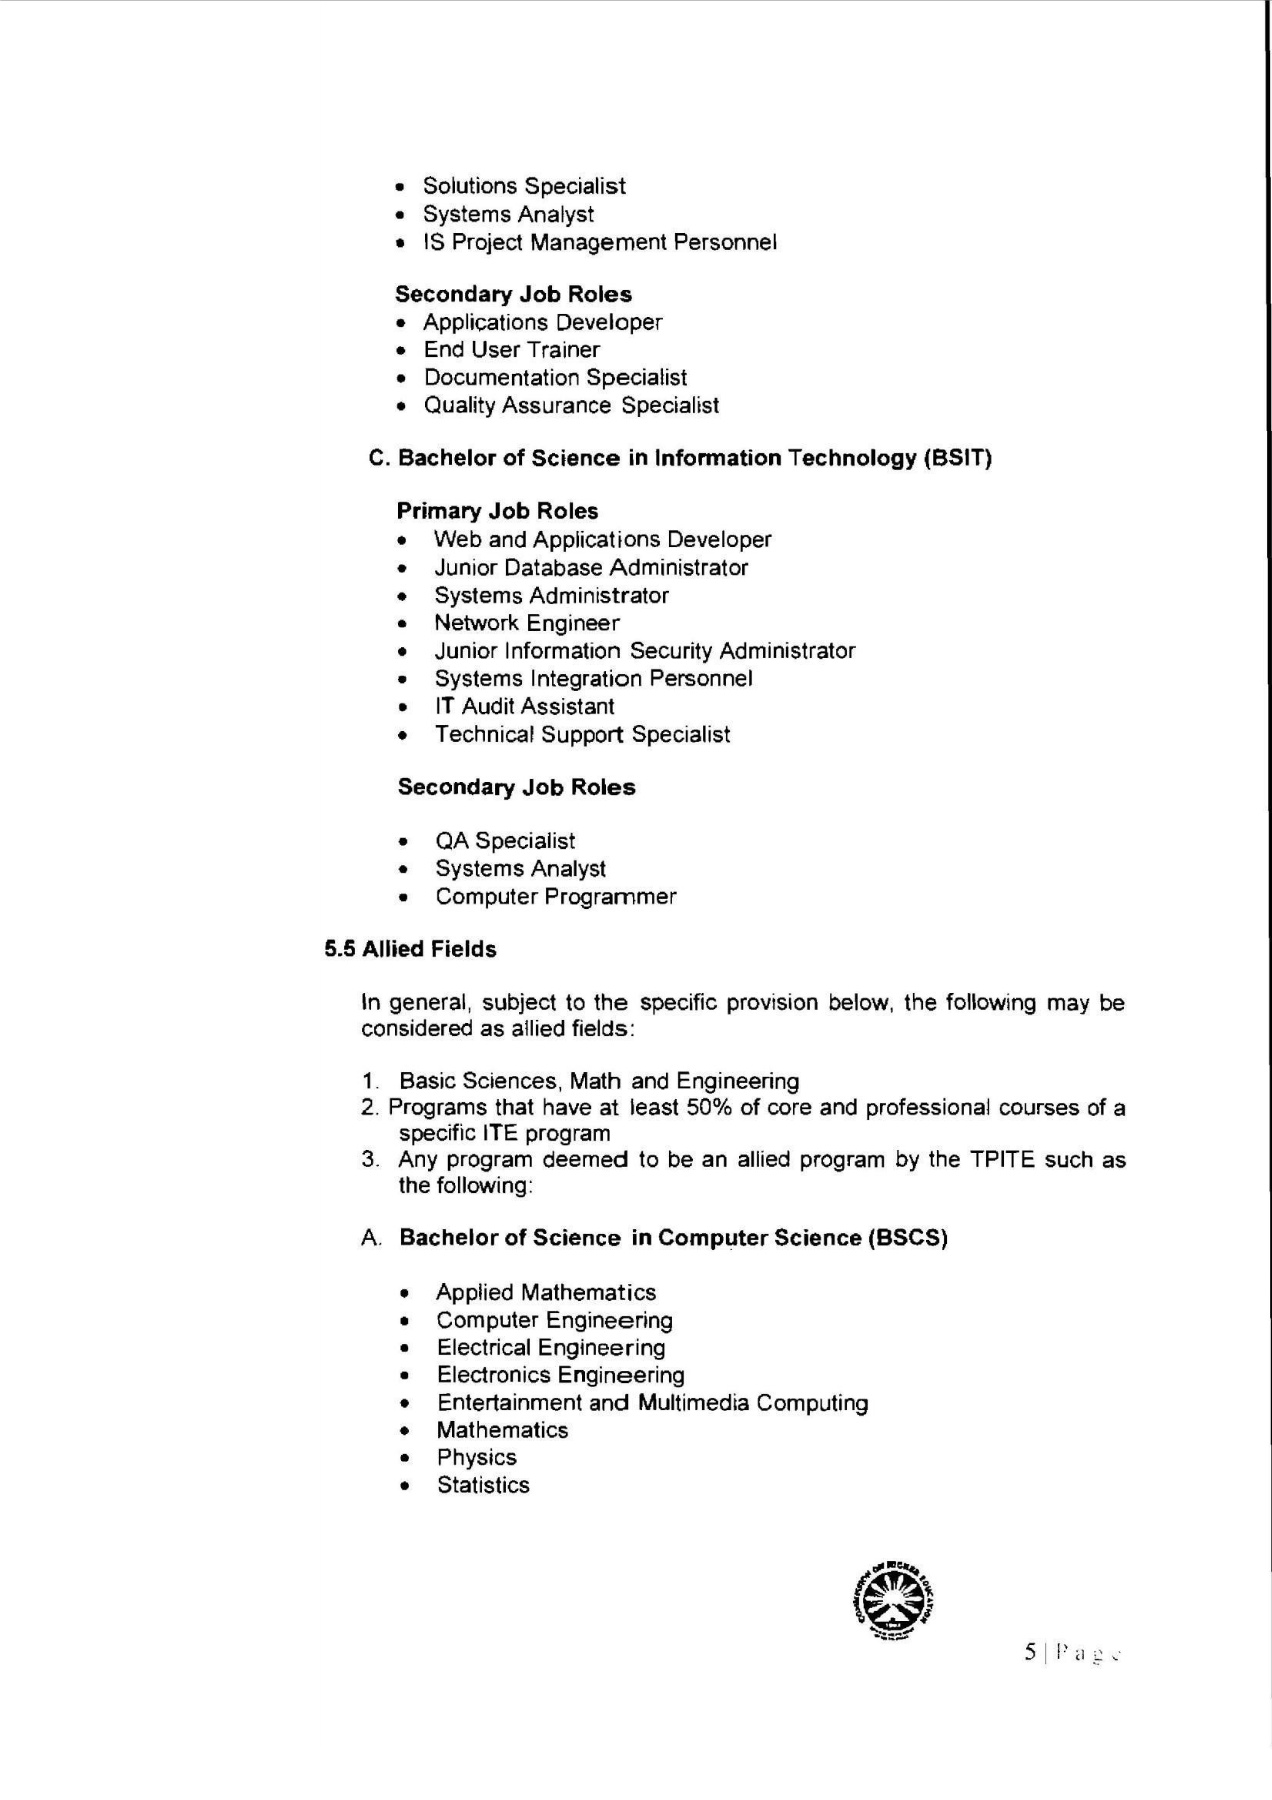 • Solutions Specialist
• Systems Analyst
• IS Project Management Personnel
Secondary Job Roles
• Applications Developer
• End User Trainer
• Documentation Specialist
• Quality Assurance Specialist
C. Bachelor of Science in Information Technology (BSIT)
Primary Job Roles
• Web and Applications Developer
• Junior Database Administrator
• Systems Administrator
• Network Engineer
• Junior Information Security Administrator
• Systems Integration Personnel
• IT Audit Assistant
• Technical Support Specialist
Secondary Job Roles
• QA Specialist
• Systems Analyst
• Computer Programmer
5.5 Allied Fields
In general, subject to the specific provision below, the following may be
considered as allied fields:
1. Basic Sciences, Math and Engineering
2. Programs that have at least 50% of core and professional courses of a
specific ITE program
3. Any program deemed to be an allied program by the TPITE such as
the following:
A. Bachelor of Science in Computer Science (BSCS)
• Applied Mathematics
• Computer Engineering
• Electrical Engineering
• Electronics Engineering
• Entertainment and Multimedia Computing
• Mathematics
• Physics
• Statistics
COMMISSION ON HIGHER EDUCATION
5 | Page